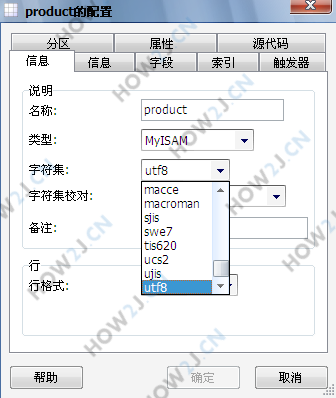 product的配置
分区 属性 源代码
信息 信息 字段 索引 触发器
说明
名称: product
类型: MyISAM
字符集: utf8
macce
macroman
字符集核对:
sjis
swe7
备注:
tis620
ucs2
行
ujis
行格式: utf8
帮助 确定 取消
HOW2J.CN
HOW2J.CN
HOW2J.CN
HOW2J.CN
HOW2J.CN
HOW2J.CN